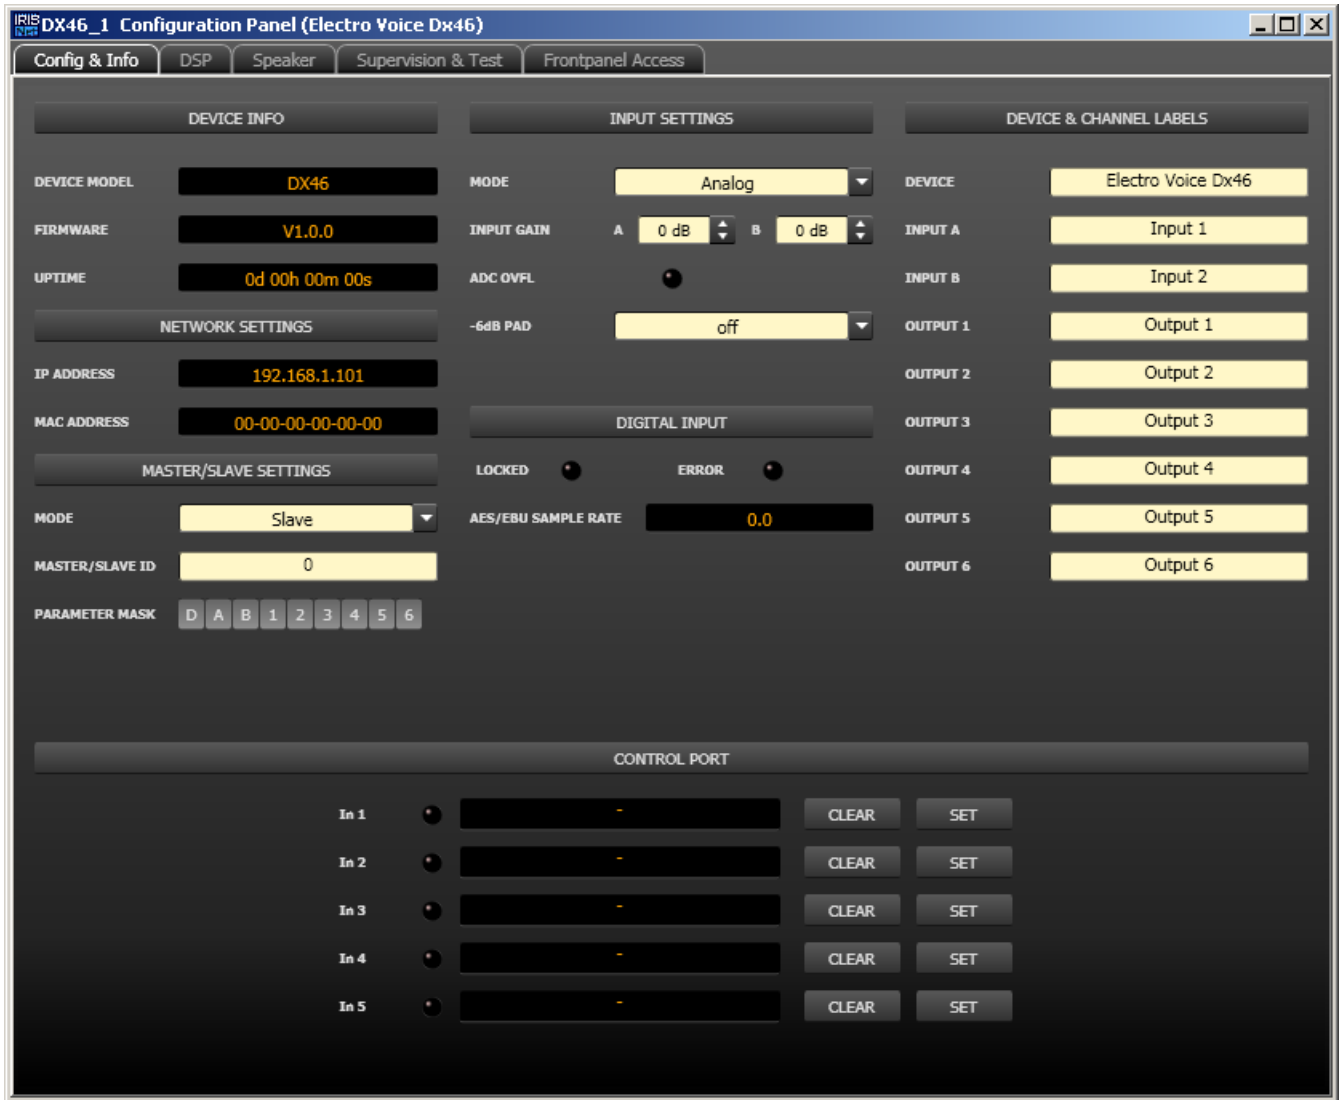 IRIS NET DX46_1 Configuration Panel (Electro Voice Dx46)
Config & Info DSP Speaker Supervision & Test Frontpanel Access
DEVICE INFO
DEVICE MODEL DX46
FIRMWARE V1.0.0
UPTIME 0d 00h 00m 00s
NETWORK SETTINGS
IP ADDRESS 192.168.1.101
MAC ADDRESS 00-00-00-00-00-00
MASTER/SLAVE SETTINGS
MODE Slave
MASTER/SLAVE ID 0
PARAMETER MASK D A B 1 2 3 4 5 6
INPUT SETTINGS
MODE Analog
INPUT GAIN A 0 dB B 0 dB
ADC OVFL
-6dB PAD off
DIGITAL INPUT
LOCKED ERROR
AES/EBU SAMPLE RATE 0.0
DEVICE & CHANNEL LABELS
DEVICE Electro Voice Dx46
INPUT A Input 1
INPUT B Input 2
OUTPUT 1 Output 1
OUTPUT 2 Output 2
OUTPUT 3 Output 3
OUTPUT 4 Output 4
OUTPUT 5 Output 5
OUTPUT 6 Output 6
CONTROL PORT
In 1 - CLEAR SET
In 2 - CLEAR SET
In 3 - CLEAR SET
In 4 - CLEAR SET
In 5 - CLEAR SET